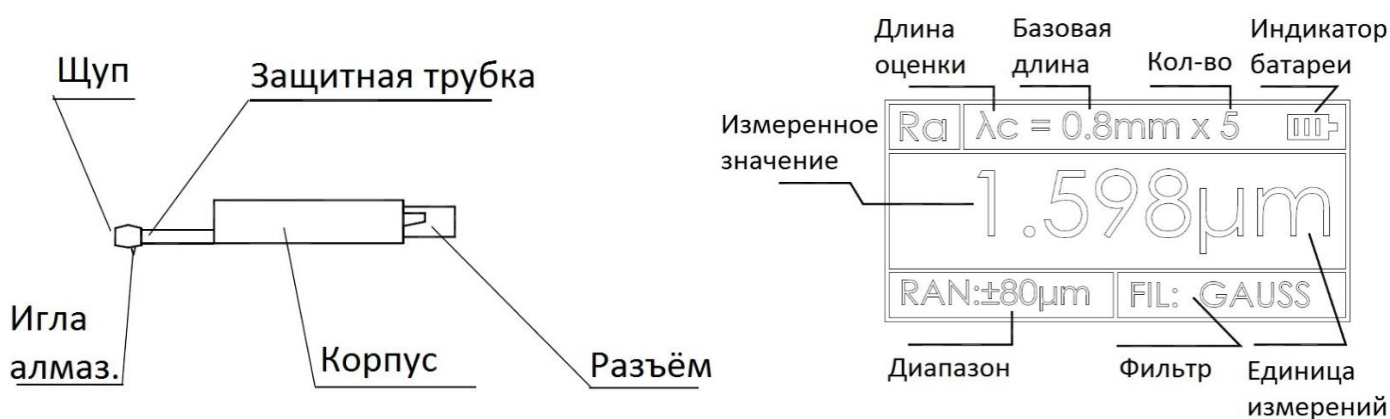 Щуп
Защитная трубка
Игла
алмаз.
Корпус
Разъём
Длина
оценки
Базовая
длина
Кол-во
Индикатор
батареи
Измеренное
значение
Ra
λc = 0.8mm x 5
1.598µm
RAN:±80µm
FIL: GAUSS
Диапазон
Фильтр
Единица
измерений